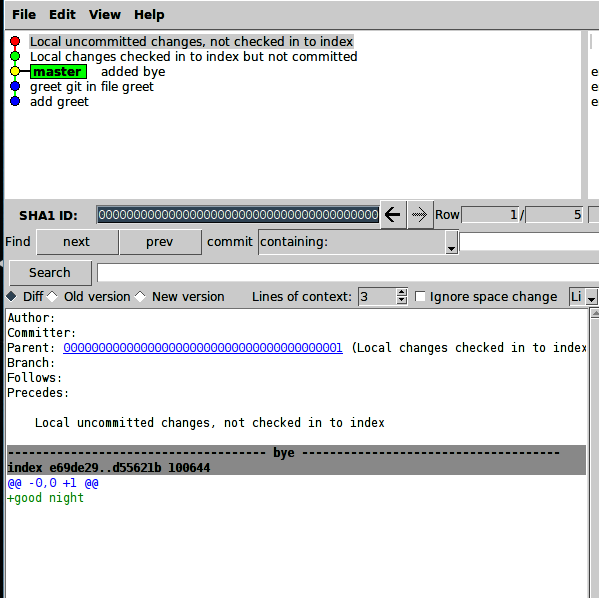 File Edit View Help
Local uncommitted changes, not checked in to index
Local changes checked in to index but not committed
master added bye
greet git in file greet
add greet
SHA1 ID: 0000000000000000000000000000000000000000 Row 1 / 5
Find next prev commit containing:
Search
Diff Old version New version Lines of context: 3 Ignore space change Li
Author:
Committer:
Parent: 0000000000000000000000000000000000000001 (Local changes checked in to index
Branch:
Follows:
Precedes:
Local uncommitted changes, not checked in to index
---------------------------------- bye ----------------------------------
index e69de29..d55621b 100644
@@ -0,0 +1 @@
+good night